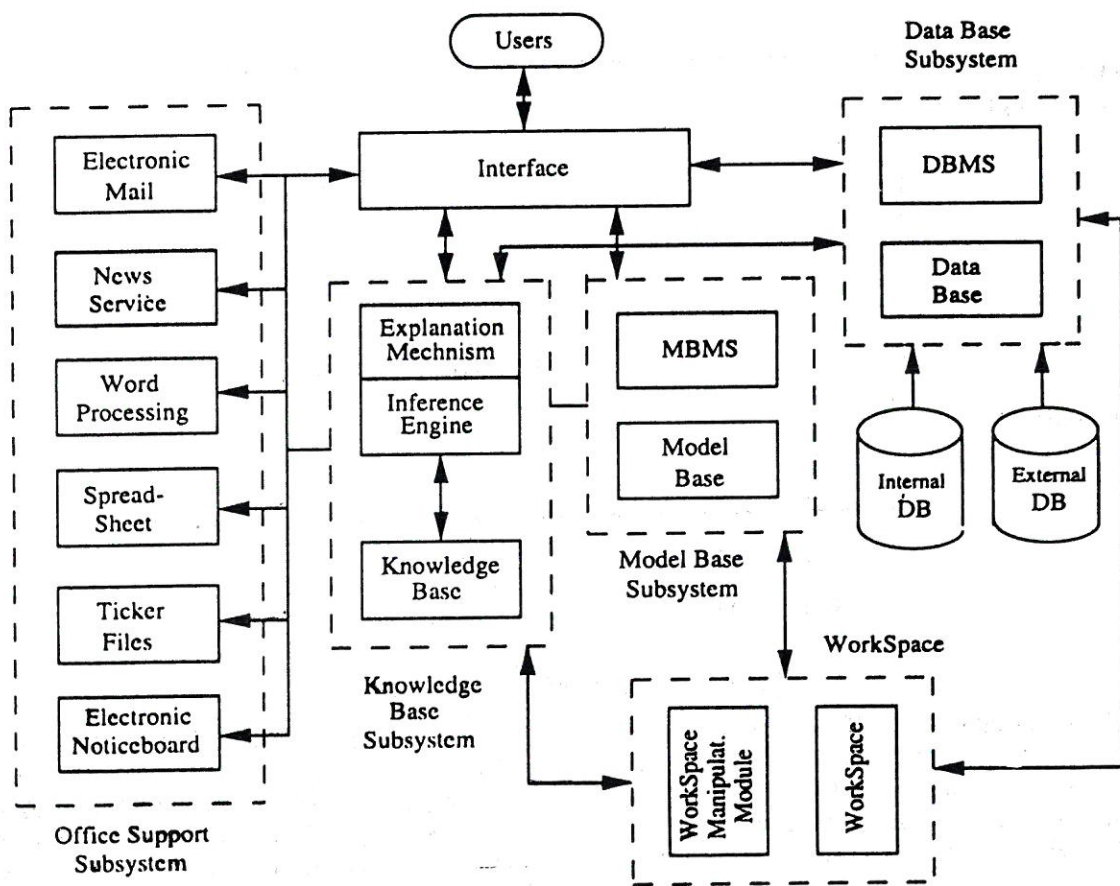 Users
Data Base
Subsystem
Electronic
Mail
Interface
DBMS
News
Service
Data
Base
Explanation
Mechnism
MBMS
Word
Processing
Inference
Engine
Model
Base
Internal
DB
External
DB
Spread-
Sheet
Knowledge
Base
Model Base
Subsystem
Ticker
Files
WorkSpace
Knowledge
Base
Subsystem
Electronic
Noticeboard
WorkSpace
Manipulat.
Module
WorkSpace
Office Support
Subsystem